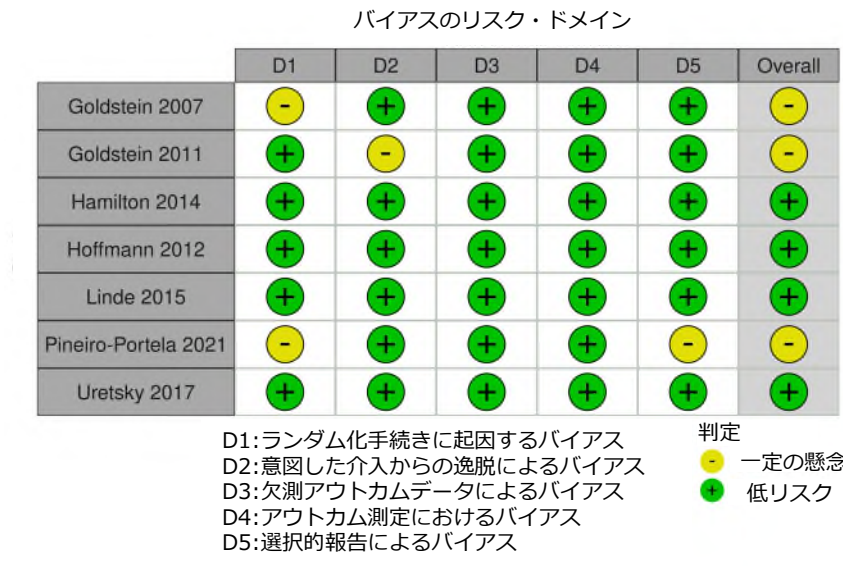 バイアスのリスク・ドメイン
D1 D2 D3 D4 D5 Overall
Goldstein 2007 - + + + + -
Goldstein 2011 + - + + + -
Hamilton 2014 + + + + + +
Hoffmann 2012 + + + + + +
Linde 2015 + + + + + +
Pineiro-Portela 2021 - + + + - -
Uretsky 2017 + + + + + +
D1:ランダム化手続きに起因するバイアス
D2:意図した介入からの逸脱によるバイアス
D3:欠測アウトカムデータによるバイアス
D4:アウトカム測定におけるバイアス
D5:選択的報告によるバイアス
判定
- 一定の懸念
+ 低リスク